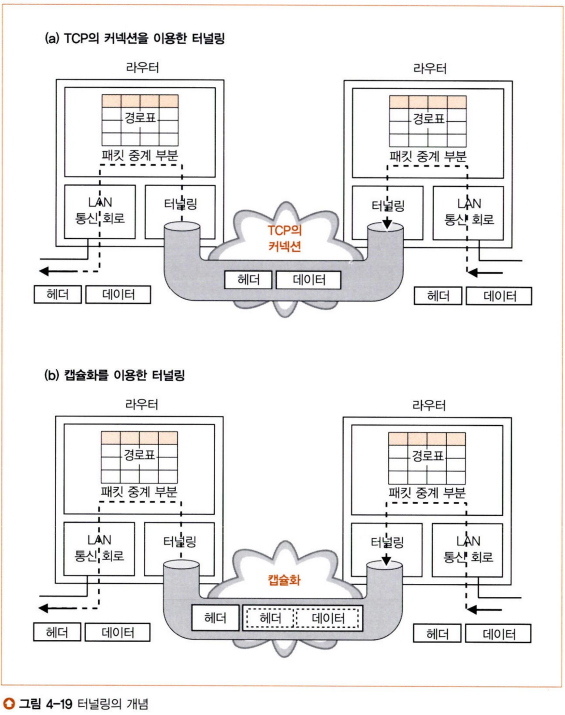 (a) TCP의 커넥션을 이용한 터널링
라우터
라우터
경로표
경로표
패킷 중계 부분
패킷 중계 부분
LAN
통신 회로
터널링
터널링
LAN
통신 회로
TCP의
커넥션
헤더 데이터
헤더 데이터
헤더 데이터
(b) 캡슐화를 이용한 터널링
라우터
라우터
경로표
경로표
패킷 중계 부분
패킷 중계 부분
LAN
통신 회로
터널링
터널링
LAN
통신 회로
캡슐화
헤더 헤더 데이터
헤더 데이터
헤더 데이터
그림 4-19 터널링의 개념